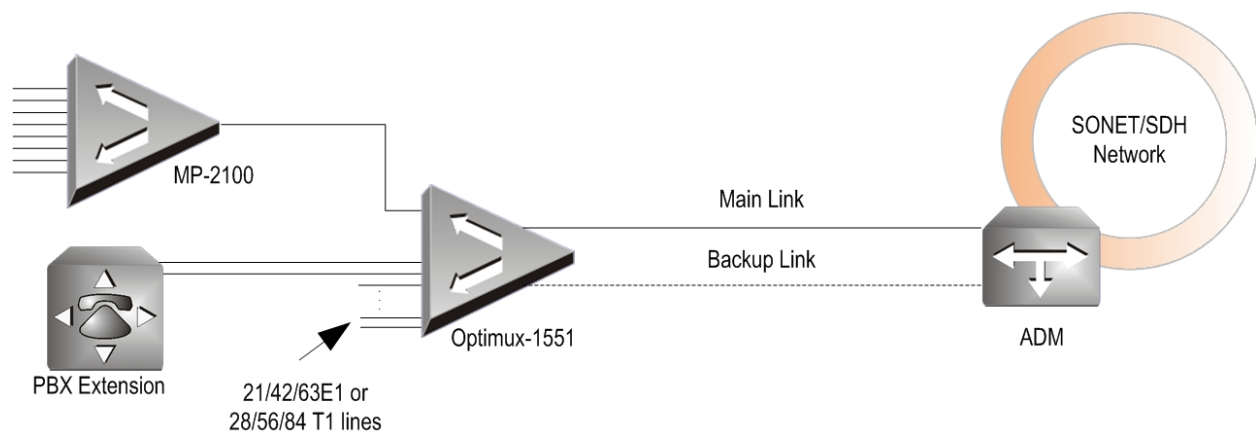 SONET/SDH
Network
MP-2100
Main Link
Backup Link
Optimux-1551
ADM
PBX Extension
21/42/63E1 or
28/56/84 T1 lines